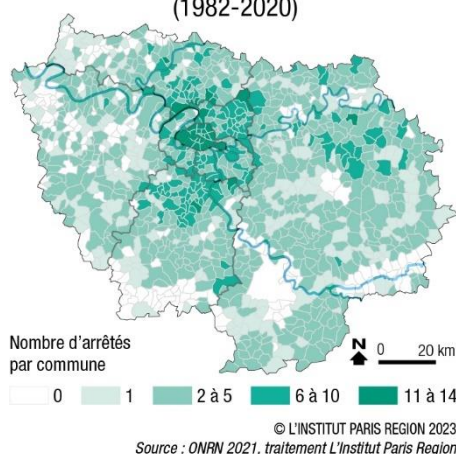 (1982-2020)
Nombre d'arrêtés
par commune
N
0 20 km
0 1 2 à 5 6 à 10 11 à 14
© L'INSTITUT PARIS REGION 2023
Source : ONRN 2021, traitement L'Institut Paris Region